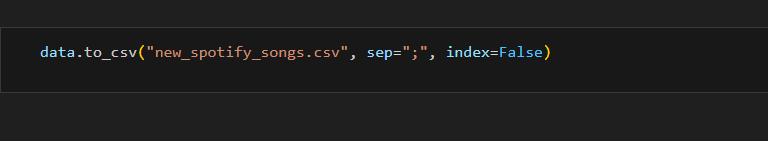 data.to_csv("new_spotify_songs.csv", sep=";", index=False)